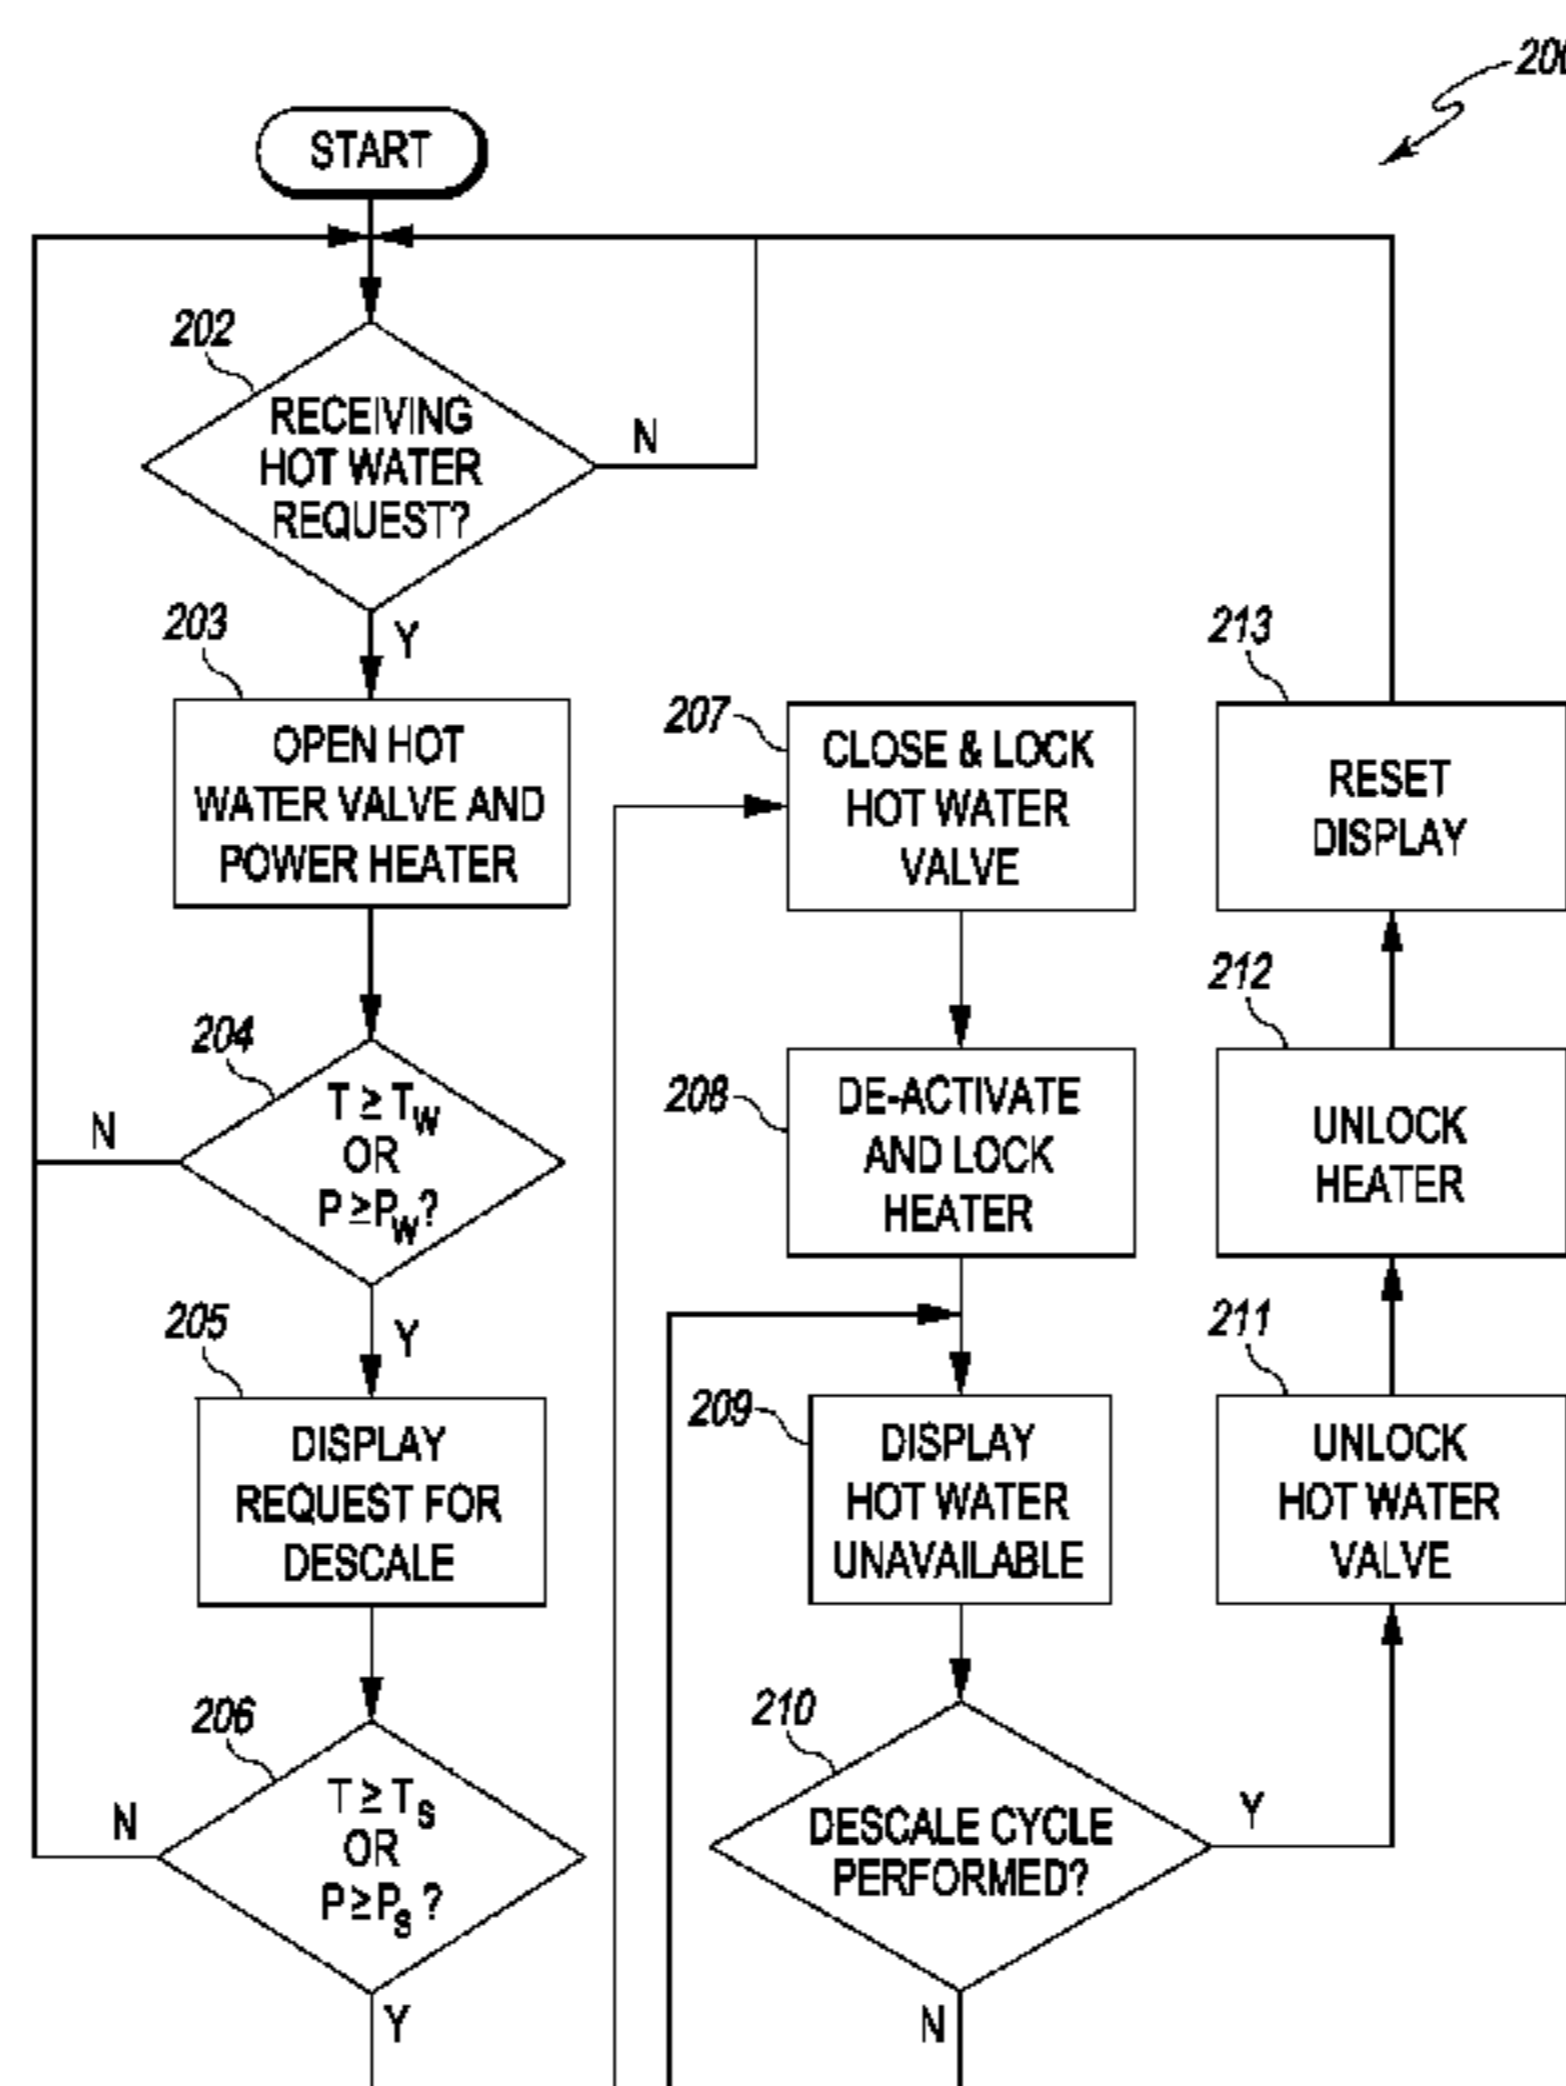 200
START
202
RECEIVING
HOT WATER
REQUEST?
N
Y
203
OPEN HOT
WATER VALVE AND
POWER HEATER
204
T ≥ TW
OR
P ≥ PW?
N
Y
205
DISPLAY
REQUEST FOR
DESCALE
206
T ≥ TS
OR
P ≥ PS ?
N
Y
207
CLOSE & LOCK
HOT WATER
VALVE
208
DE-ACTIVATE
AND LOCK
HEATER
209
DISPLAY
HOT WATER
UNAVAILABLE
210
DESCALE CYCLE
PERFORMED?
Y
N
211
UNLOCK
HOT WATER
VALVE
212
UNLOCK
HEATER
213
RESET
DISPLAY